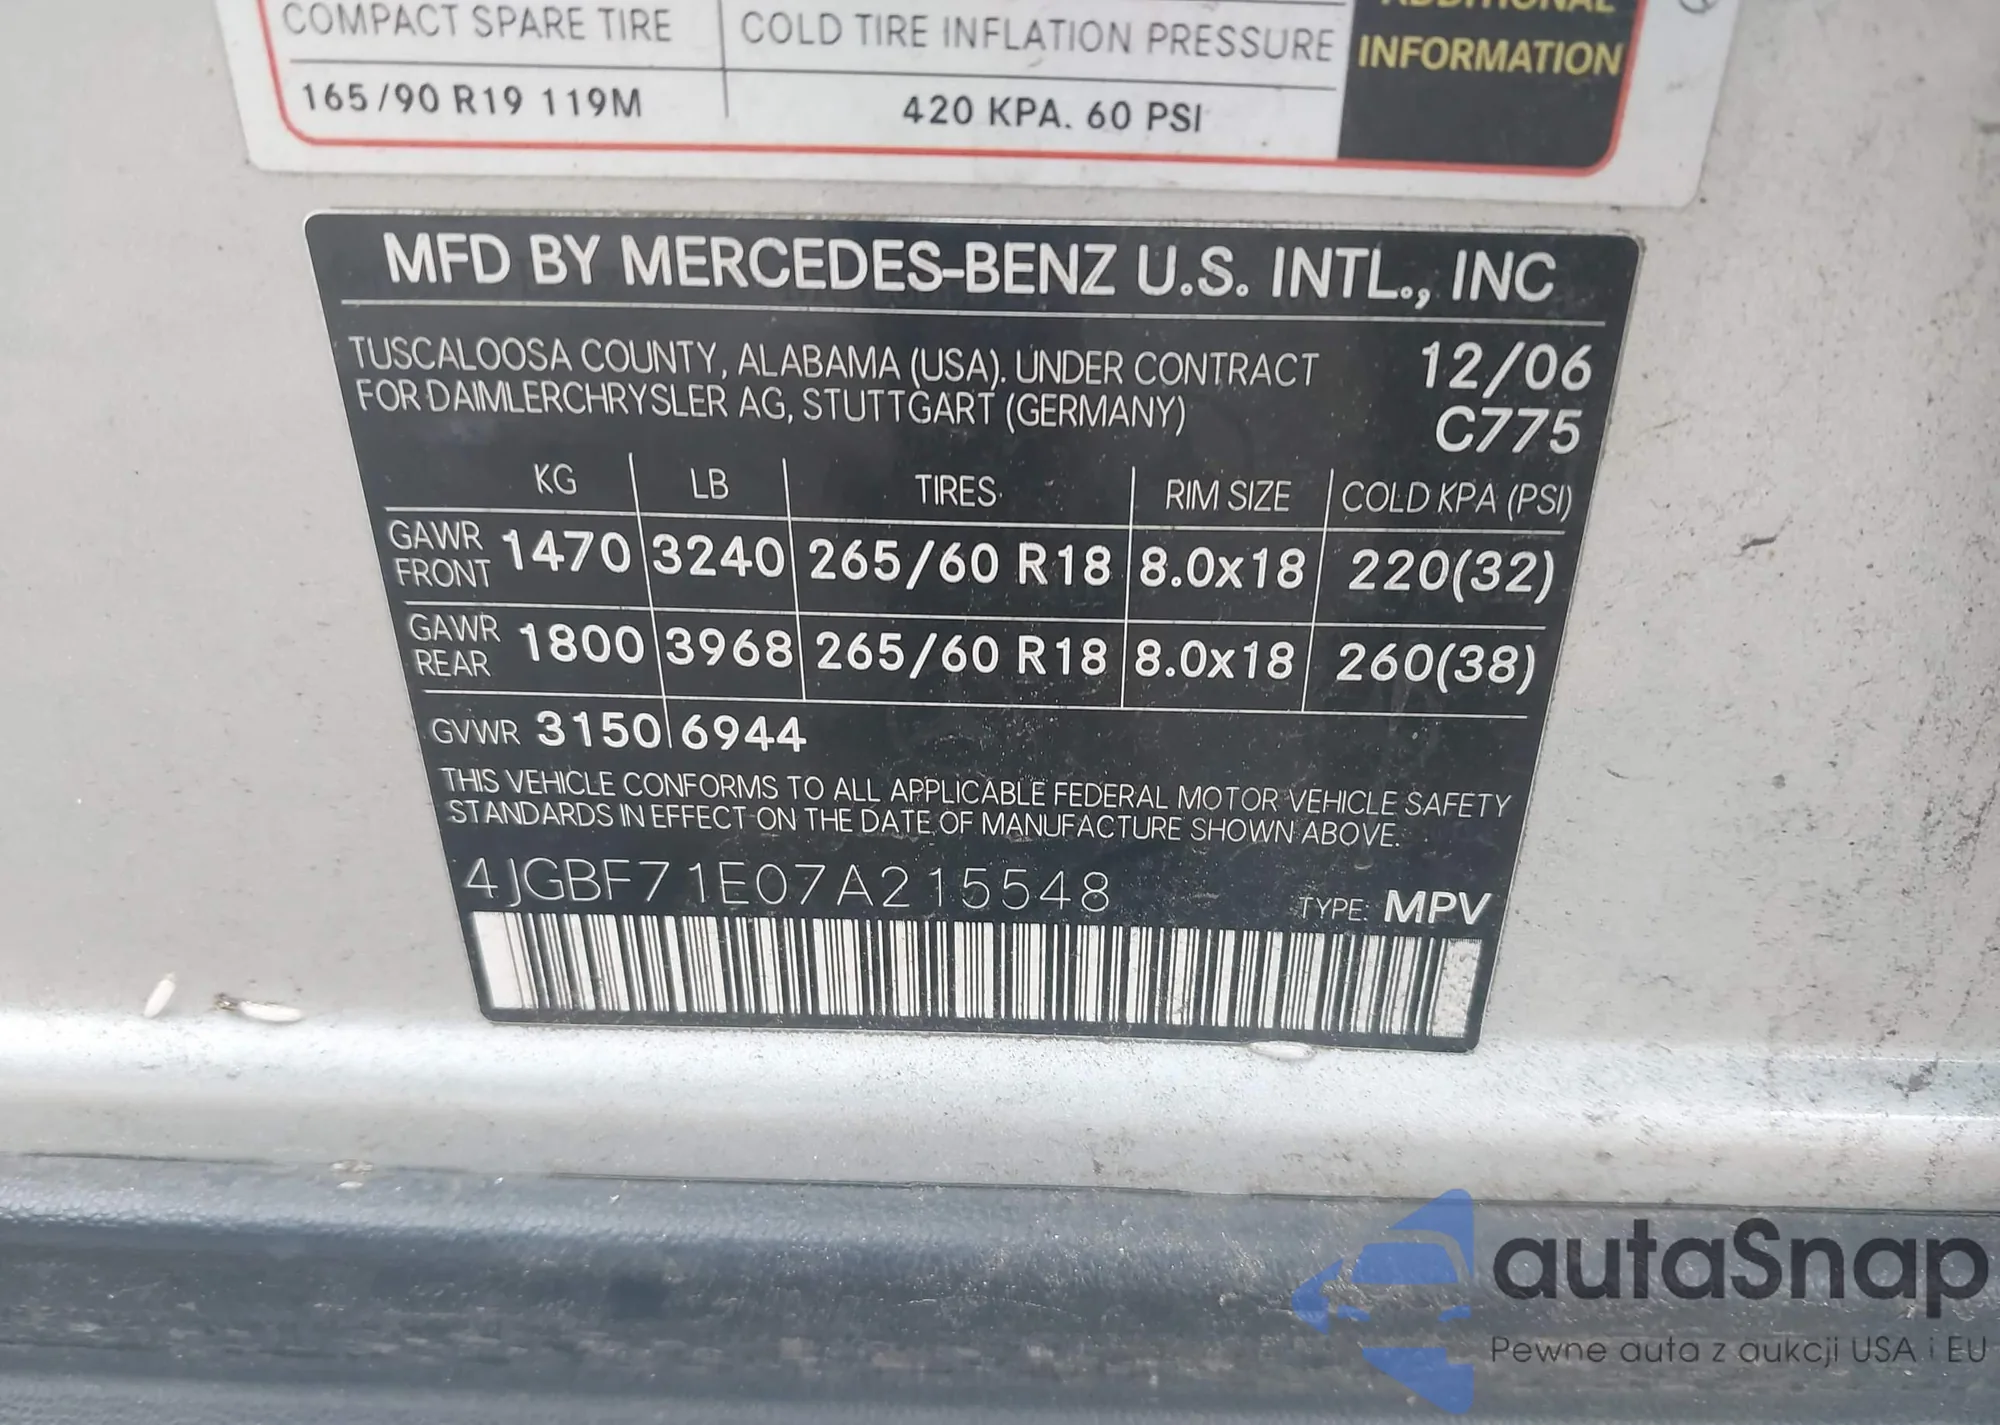 COMPACT SPARE TIRE COLD TIRE INFLATION PRESSURE
INFORMATION
165/90 R19 119M 420 KPA. 60 PSI
MFD BY MERCEDES-BENZ U.S. INTL., INC
TUSCALOOSA COUNTY, ALABAMA (USA). UNDER CONTRACT 12/06
FOR DAIMLERCHRYSLER AG, STUTTGART (GERMANY) C775
KG LB TIRES RIM SIZE COLD KPA (PSI)
GAWR FRONT 1470 3240 265/60 R18 8.0x18 220(32)
GAWR REAR 1800 3968 265/60 R18 8.0x18 260(38)
GVWR 3150 6944
THIS VEHICLE CONFORMS TO ALL APPLICABLE FEDERAL MOTOR VEHICLE SAFETY
STANDARDS IN EFFECT ON THE DATE OF MANUFACTURE SHOWN ABOVE.
4JGBF71E07A215548 TYPE: MPV
autaSnap
Pewne auta z aukcji USA i EU